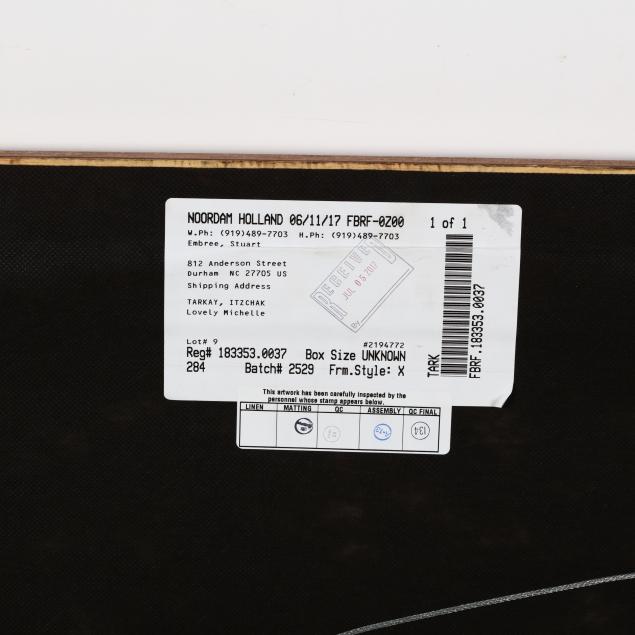 NOORDAM HOLLAND 06/11/17 FBRF-0Z00 1 of 1
W.Ph: (919)489-7703 H.Ph: (919)489-7703
Embree, Stuart
812 Anderson Street
Durham NC 27705 US
Shipping Address
TARKAY, ITZCHAK
Lovely Michelle
RECEIVED
JUL 05 2017
By
Lot# 9 #2194772
Reg# 183353.0037 Box Size UNKNOWN
284 Batch# 2529 Frm.Style: X
TARK
FBRF.183353.0037
This artwork has been carefully inspected by the
personnel whose stamp appears below.
LINEN MATTING QC ASSEMBLY QC FINAL
134